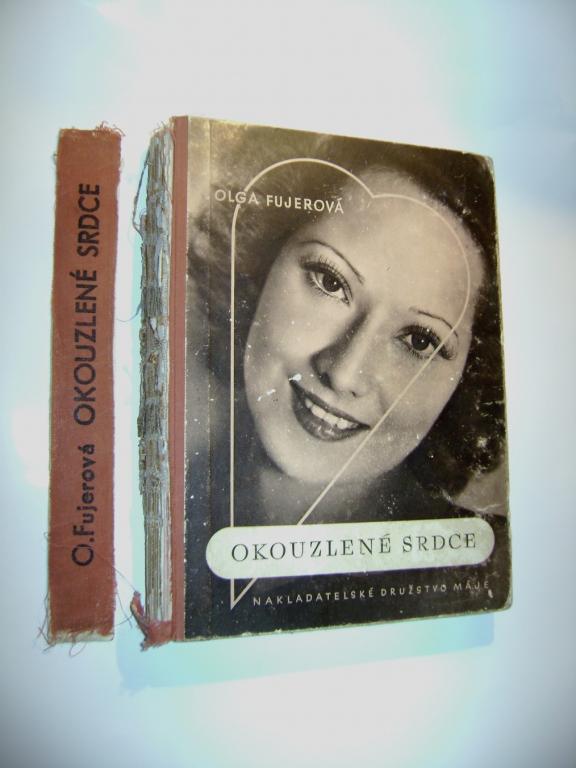 O.Fujerová OKOUZLENÉ SRDCE
OLGA FUJEROVÁ
OKOUZLENÉ SRDCE
NAKLADATELSKÉ DRUŽSTVO MÁJE